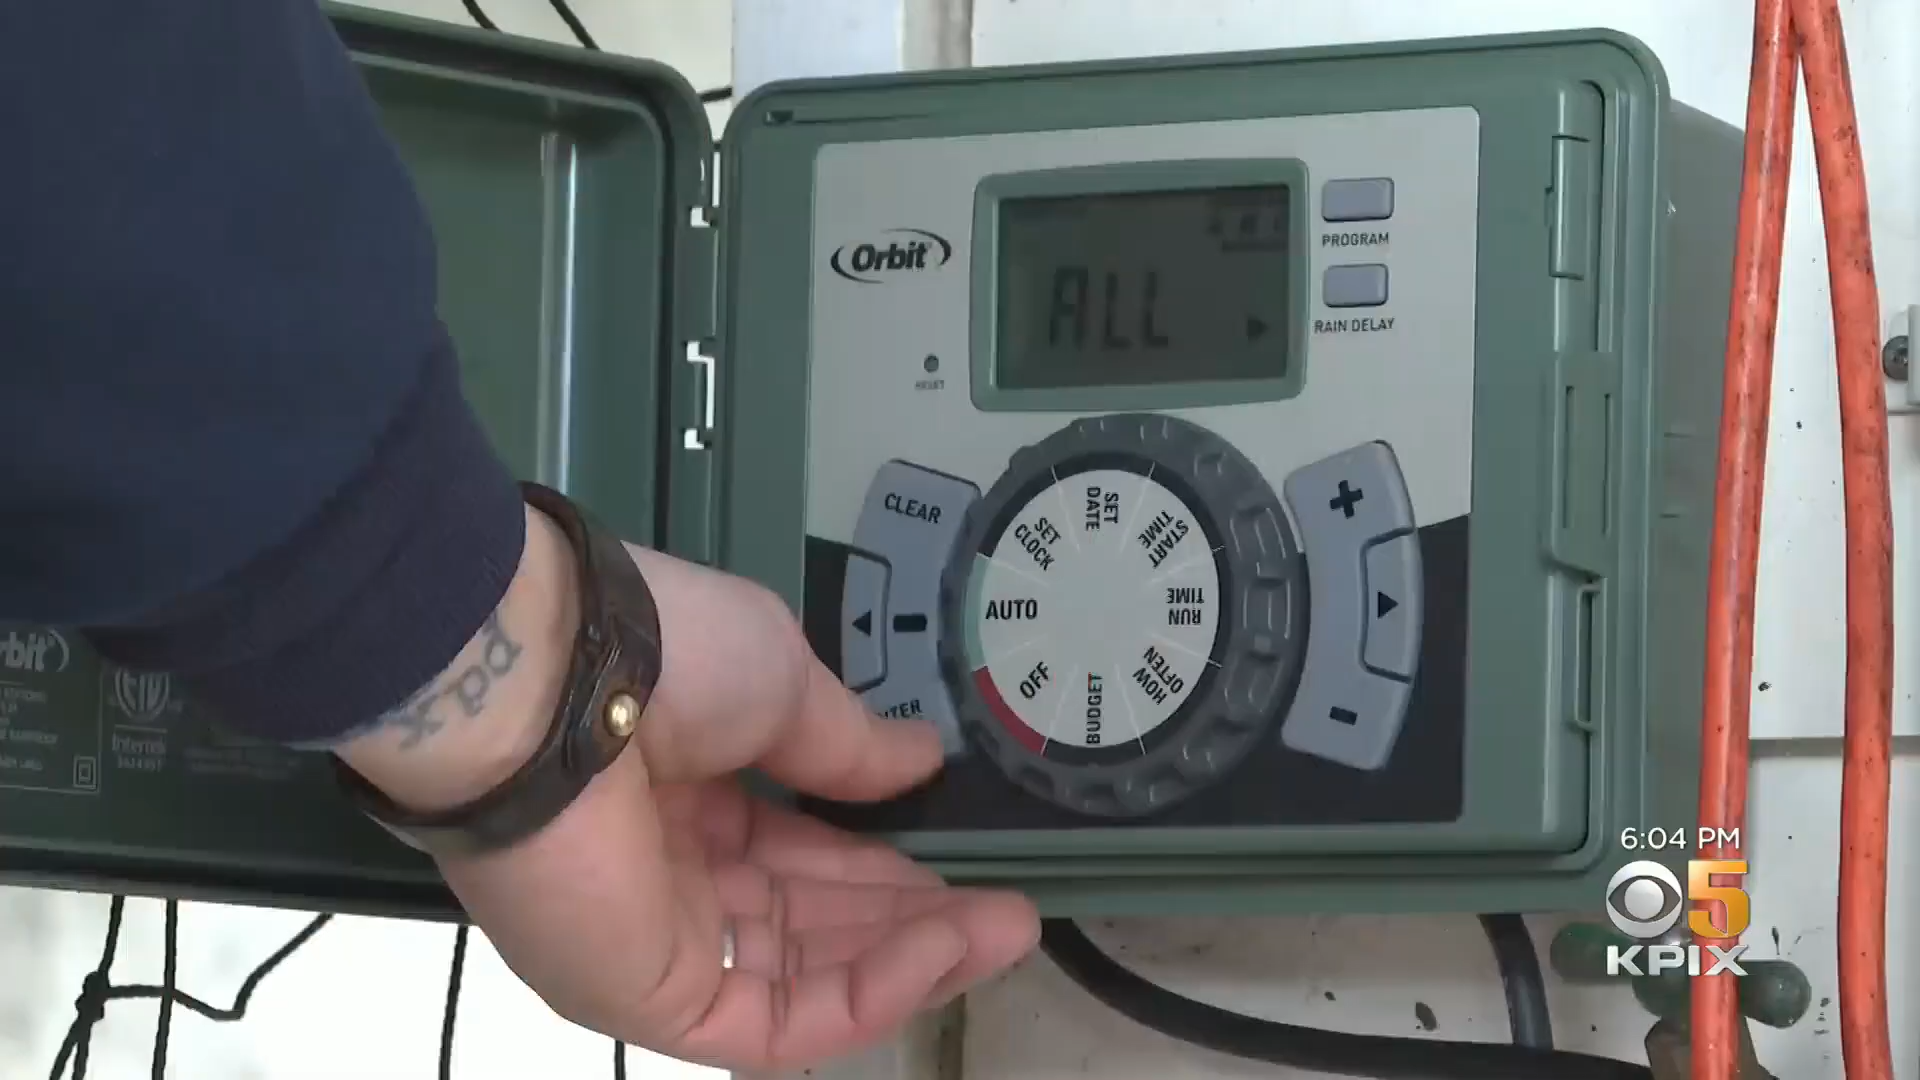 Orbit
ALL
PROGRAM
RAIN DELAY
RESET
CLEAR
SET
DATE
START
TIME
SET
CLOCK
AUTO
RUN
TIME
OFF
HOW
OFTEN
BUDGET
Intertek
6:04 PM
5
KPIX